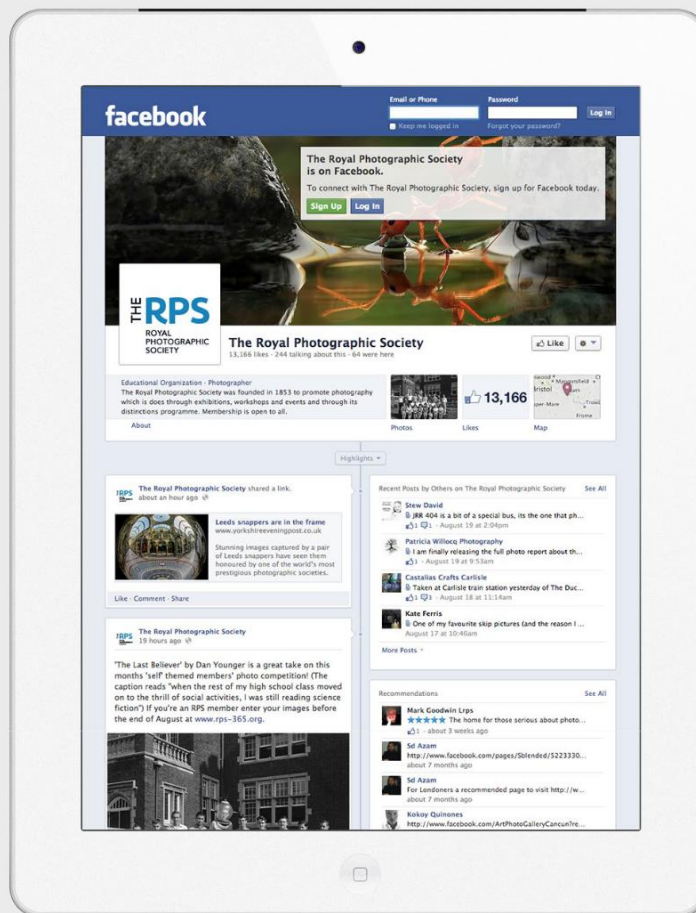 facebook
Email or Phone
Password
Log In
Keep me logged in
Forgot your password?
The Royal Photographic Society
is on Facebook.
To connect with The Royal Photographic Society, sign up for Facebook today.
Sign Up
Log In
THE RPS
ROYAL
PHOTOGRAPHIC
SOCIETY
The Royal Photographic Society
13,166 likes · 244 talking about this · 64 were here
Like
Educational Organization · Photographer
The Royal Photographic Society was founded in 1853 to promote photography
which is does through exhibitions, workshops and events and through its
distinctions programme. Membership is open to all.
About
Photos
13,166
Likes
Mangotsfield
Bristol
Frome
Map
Highlights
The Royal Photographic Society shared a link.
about an hour ago
Leeds snappers are in the frame
www.yorkshireeveningpost.co.uk
Stunning images captured by a pair
of Leeds snappers have seen them
honoured by one of the world's most
prestigious photographic societies.
Like · Comment · Share
The Royal Photographic Society
19 hours ago
'The Last Believer' by Dan Younger is a great take on this
months 'self' themed members' photo competition! (The
caption reads "when the rest of my high school class moved
on to the thrill of social activities, I was still reading science
fiction") If you're an RPS member enter your images before
the end of August at www.rps-365.org.
Recent Posts by Others on The Royal Photographic Society
See All
Stew David
JRR 404 is a bit of a special bus, its the one that ph...
1 1 · August 19 at 2:04pm
Patricia Willocq Photography
I am finally releasing the full photo report about th...
August 19 at 9:53am
Castalias Crafts Carlisle
Taken at Carlisle train station yesterday of The Duc...
August 18 at 11:14am
Kate Ferris
One of my favourite skip pictures (and the reason I ...
August 17 at 10:46am
More Posts
Recommendations
See All
Mark Goodwin Lrps
The home for those serious about photo...
1 · about 3 weeks ago
Sd Azam
http://www.facebook.com/pages/Sblended/5223330...
about 7 months ago
Sd Azam
For Londoners a recommended page to visit http://w...
about 7 months ago
Kokoy Quinones
http://www.facebook.com/ArtPhotoGalleryCancun?re...